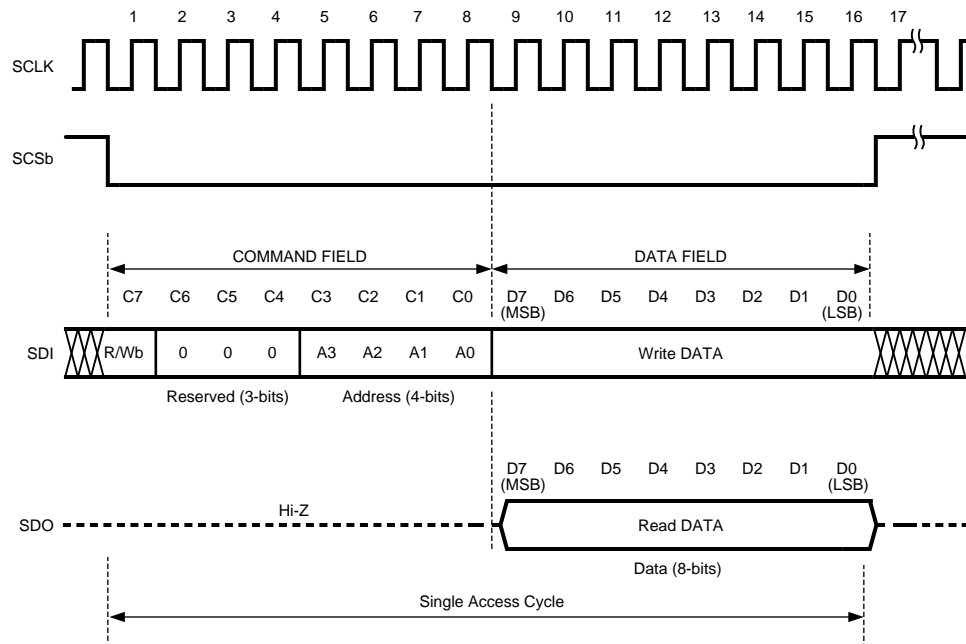 1 2 3 4 5 6 7 8 9 10 11 12 13 14 15 16 17
SCLK
SCSb
COMMAND FIELD DATA FIELD
C7 C6 C5 C4 C3 C2 C1 C0 D7 D6 D5 D4 D3 D2 D1 D0
(MSB) (LSB)
SDI R/Wb 0 0 0 A3 A2 A1 A0 Write DATA
Reserved (3-bits) Address (4-bits)
D7 D6 D5 D4 D3 D2 D1 D0
(MSB) (LSB)
Hi-Z
SDO Read DATA
Data (8-bits)
Single Access Cycle